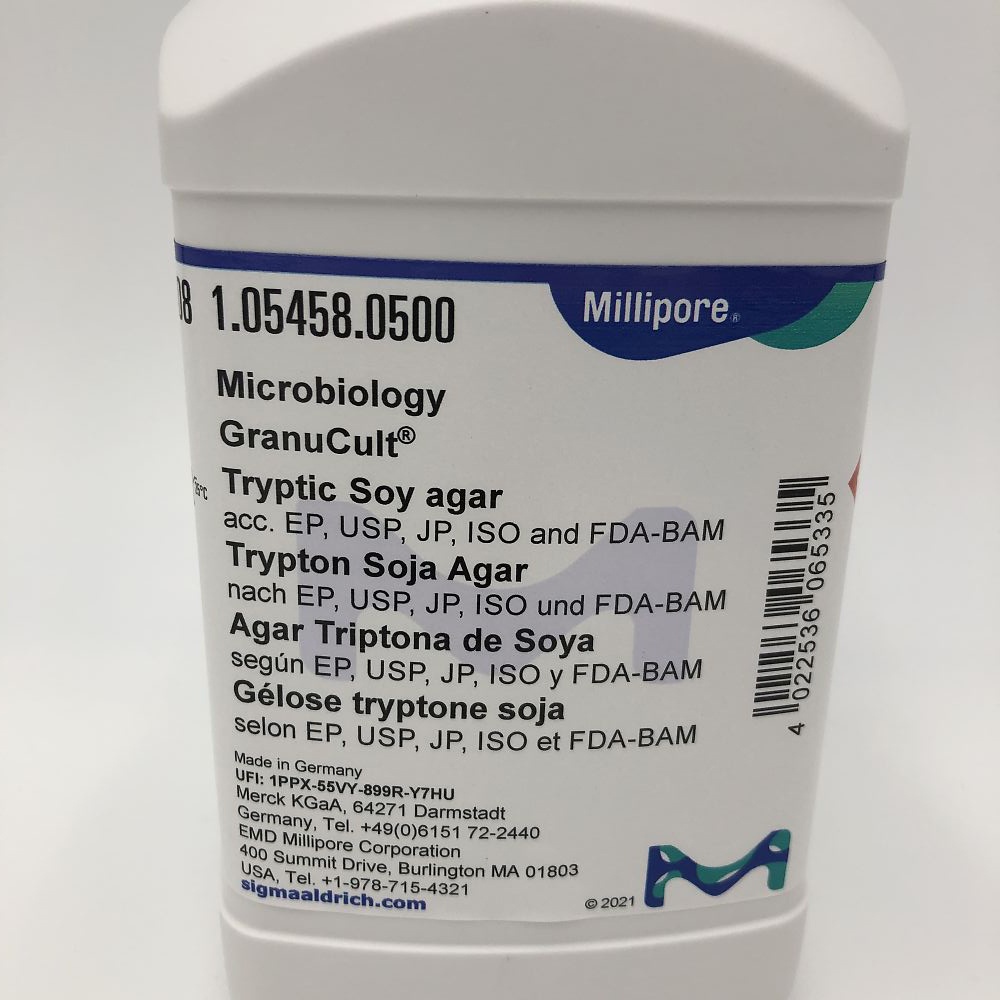 08 1.05458.0500
Millipore®
Microbiology
GranuCult®
Tryptic Soy agar
acc. EP, USP, JP, ISO and FDA-BAM
Trypton Soja Agar
nach EP, USP, JP, ISO und FDA-BAM
Agar Triptona de Soya
según EP, USP, JP, ISO y FDA-BAM
Gélose tryptone soja
selon EP, USP, JP, ISO et FDA-BAM
Made in Germany
UFI: 1PPX-55VY-899R-Y7HU
Merck KGaA, 64271 Darmstadt
Germany, Tel. +49(0)6151 72-2440
EMD Millipore Corporation
400 Summit Drive, Burlington MA 01803
USA, Tel. +1-978-715-4321
sigmaaldrich.com
© 2021
M
4 022536 065335
25°C